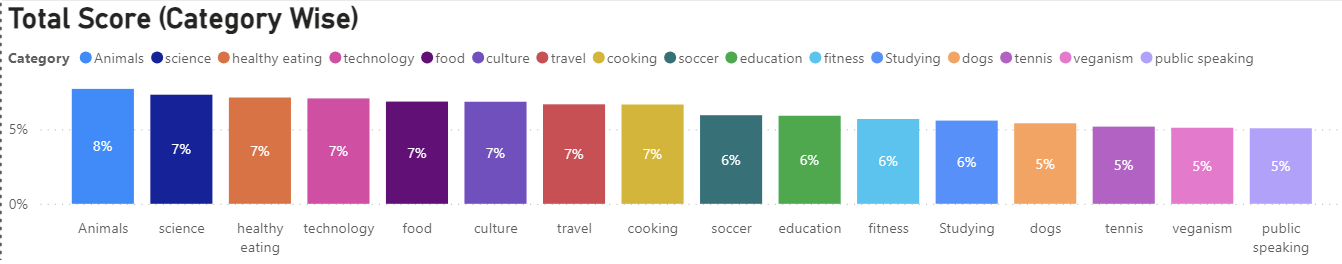 Total Score (Category Wise)
Category Animals science healthy eating technology food culture travel cooking soccer education fitness Studying dogs tennis veganism public speaking
5%
0%
8% 7% 7% 7% 7% 7% 7% 7% 6% 6% 6% 6% 5% 5% 5% 5%
Animals science healthy technology food culture travel cooking soccer education fitness Studying dogs tennis veganism public
eating speaking